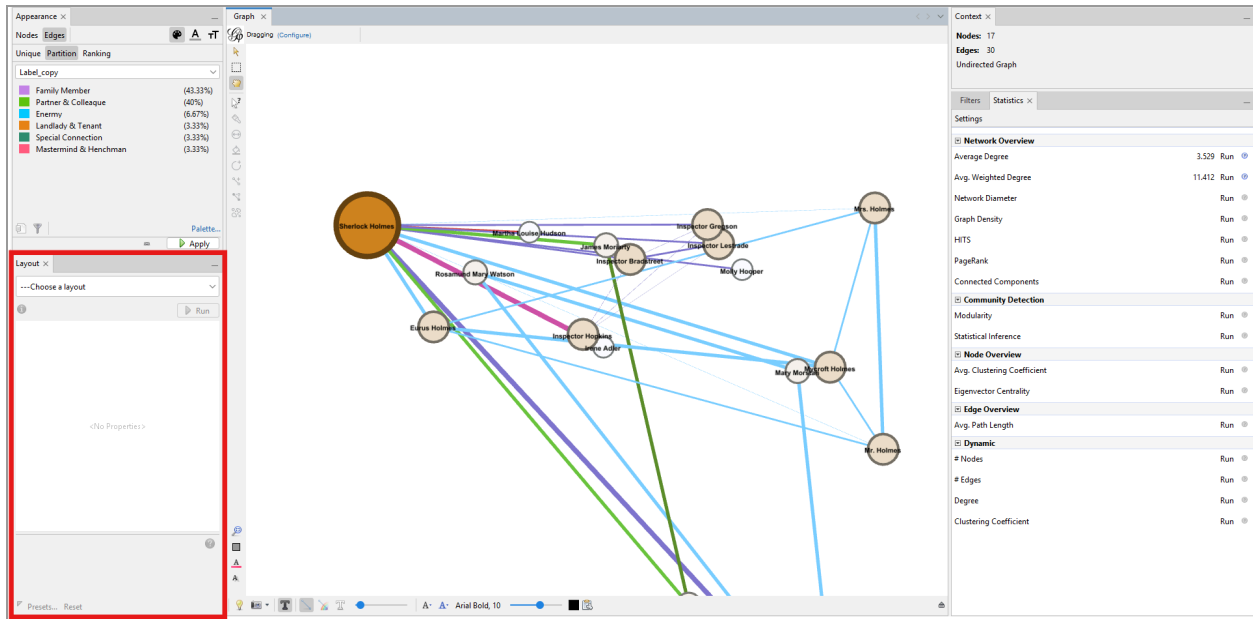 Appearance ×
Nodes Edges
Unique Partition Ranking
Label_copy
Family Member (43.33%)
Partner & Colleaque (40%)
Enermy (6.67%)
Landlady & Tenant (3.33%)
Special Connection (3.33%)
Mastermind & Henchman (3.33%)
Palette...
Apply
Layout ×
---Choose a layout
Run
<No Properties>
Presets... Reset
Graph ×
Dragging (Configure)
Mrs. Holmes
Sherlock Holmes
Inspector Gregson
Martha Louise Hudson
James Moriarty
Inspector Lestrade
Inspector Bradstreet
Molly Hooper
Rosamund Mary Watson
Eurus Holmes
Inspector Hopkins
Irene Adler
Mary Morstan
Mycroft Holmes
Mr. Holmes
Arial Bold, 10
Context ×
Nodes: 17
Edges: 30
Undirected Graph
Filters Statistics ×
Settings
Network Overview
Average Degree 3.529 Run
Avg. Weighted Degree 11.412 Run
Network Diameter Run
Graph Density Run
HITS Run
PageRank Run
Connected Components Run
Community Detection
Modularity Run
Statistical Inference Run
Node Overview
Avg. Clustering Coefficient Run
Eigenvector Centrality Run
Edge Overview
Avg. Path Length Run
Dynamic
# Nodes Run
# Edges Run
Degree Run
Clustering Coefficient Run